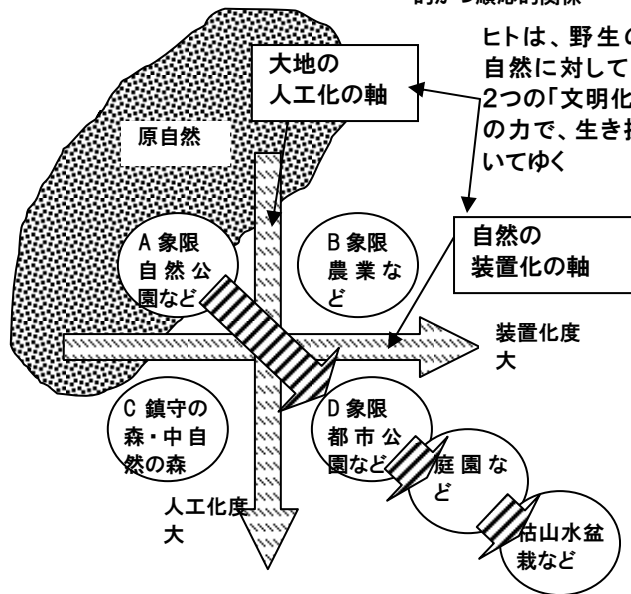 ヒトは、野生の
自然に対して
2つの「文明化
の力で、生き抜
いてゆく
大地の
人工化の軸
原自然
A 象限
自然公
園など
B 象限
農業な
ど
自然の
装置化の軸
装置化度
大
C 鎮守の
森・中自
然の森
D 象限
都市公
園など
庭園な
ど
人工化度
大
枯山水盆
栽など